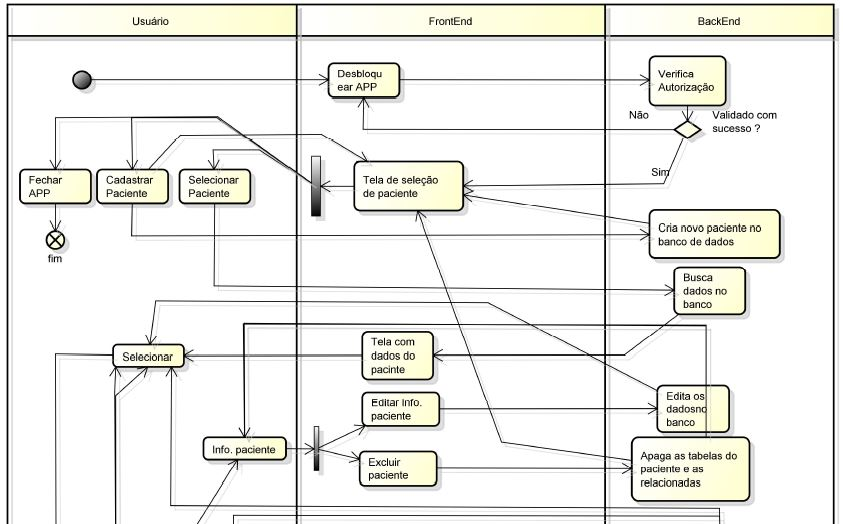 Usuário
FrontEnd
BackEnd
Desbloqu
ear APP
Verifica
Autorização
Não
Validado com
sucesso ?
Sim
Fechar
APP
Cadastrar
Paciente
Selecionar
Paciente
Tela de seleção
de paciente
fim
Cria novo paciente no
banco de dados
Busca
dados no
banco
Selecionar
Tela com
dados do
pacinte
Editar Info.
paciente
Edita os
dadosno
banco
Info. paciente
Excluir
paciente
Apaga as tabelas do
paciente e as
relacionadas